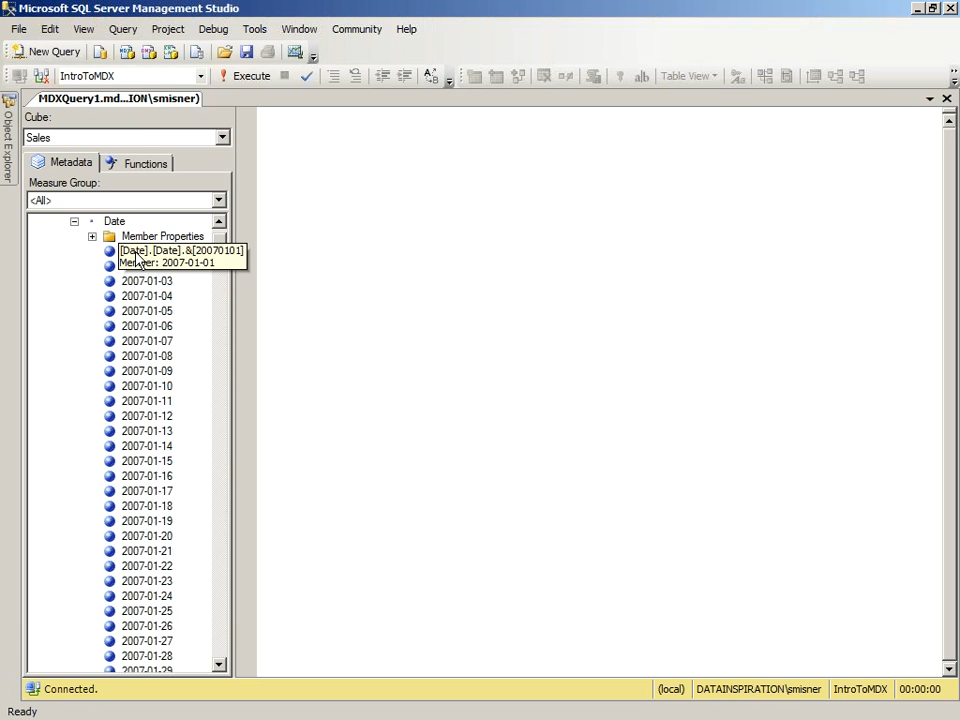 Microsoft SQL Server Management Studio
File Edit View Query Project Debug Tools Window Community Help
New Query
IntroToMDX Execute Table View
Object Explorer
MDXQuery1.md...ION\smisner)
Cube:
Sales
Metadata Functions
Measure Group:
<All>
Date
Member Properties
[Date].[Date].&[20070101]
Member: 2007-01-01
2007-01-03
2007-01-04
2007-01-05
2007-01-06
2007-01-07
2007-01-08
2007-01-09
2007-01-10
2007-01-11
2007-01-12
2007-01-13
2007-01-14
2007-01-15
2007-01-16
2007-01-17
2007-01-18
2007-01-19
2007-01-20
2007-01-21
2007-01-22
2007-01-23
2007-01-24
2007-01-25
2007-01-26
2007-01-27
2007-01-28
2007-01-29
Connected. (local) DATAINSPIRATION\smisner IntroToMDX 00:00:00
Ready